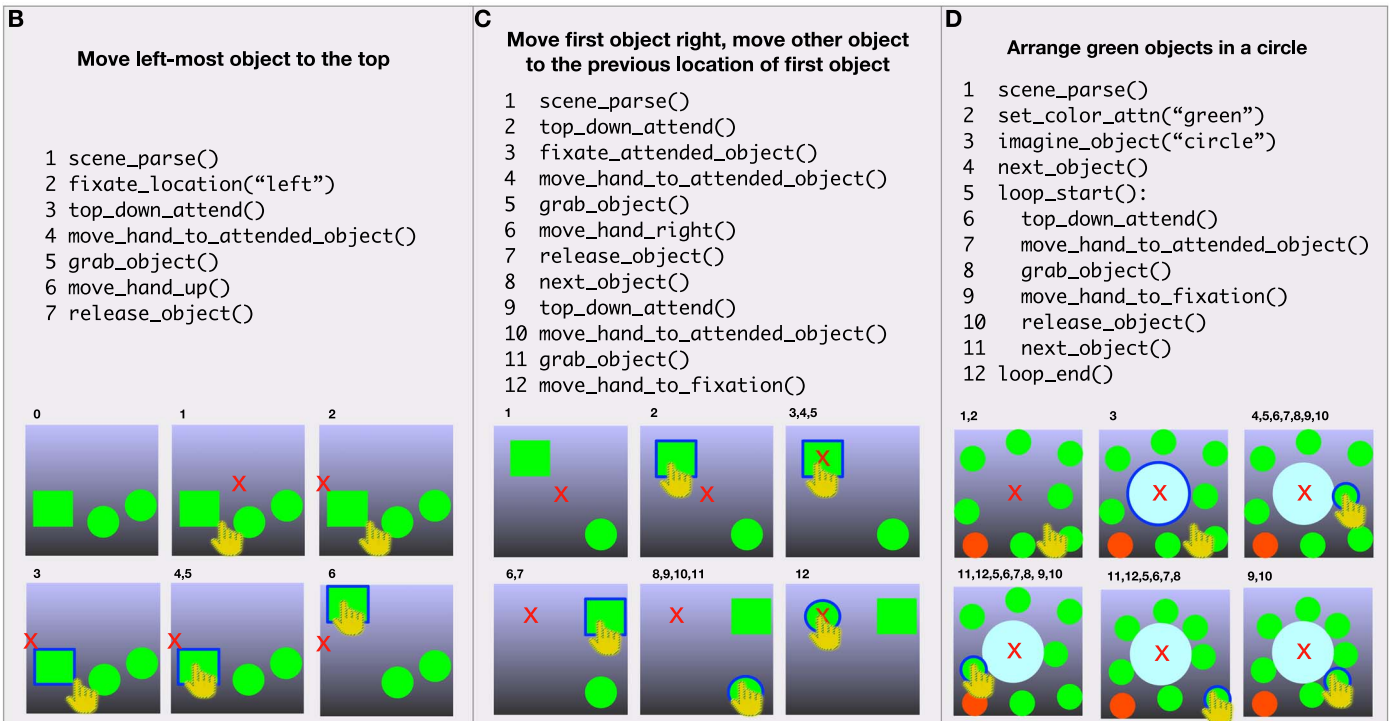 B
Move left-most object to the top
1 scene_parse()
2 fixate_location(“left”)
3 top_down_attend()
4 move_hand_to_attended_object()
5 grab_object()
6 move_hand_up()
7 release_object()
0
1
2
X
X
3
4,5
6
X
X
X
C
Move first object right, move other object
to the previous location of first object
1 scene_parse()
2 top_down_attend()
3 fixate_attended_object()
4 move_hand_to_attended_object()
5 grab_object()
6 move_hand_right()
7 release_object()
8 next_object()
9 top_down_attend()
10 move_hand_to_attended_object()
11 grab_object()
12 move_hand_to_fixation()
1
2
3,4,5
X
X
X
6,7
8,9,10,11
12
X
X
X
D
Arrange green objects in a circle
1 scene_parse()
2 set_color_attn(“green”)
3 imagine_object(“circle”)
4 next_object()
5 loop_start():
6 top_down_attend()
7 move_hand_to_attended_object()
8 grab_object()
9 move_hand_to_fixation()
10 release_object()
11 next_object()
12 loop_end()
1,2
3
4,5,6,7,8,9,10
X
X
X
11,12,5,6,7,8, 9,10
11,12,5,6,7,8
9,10
X
X
X